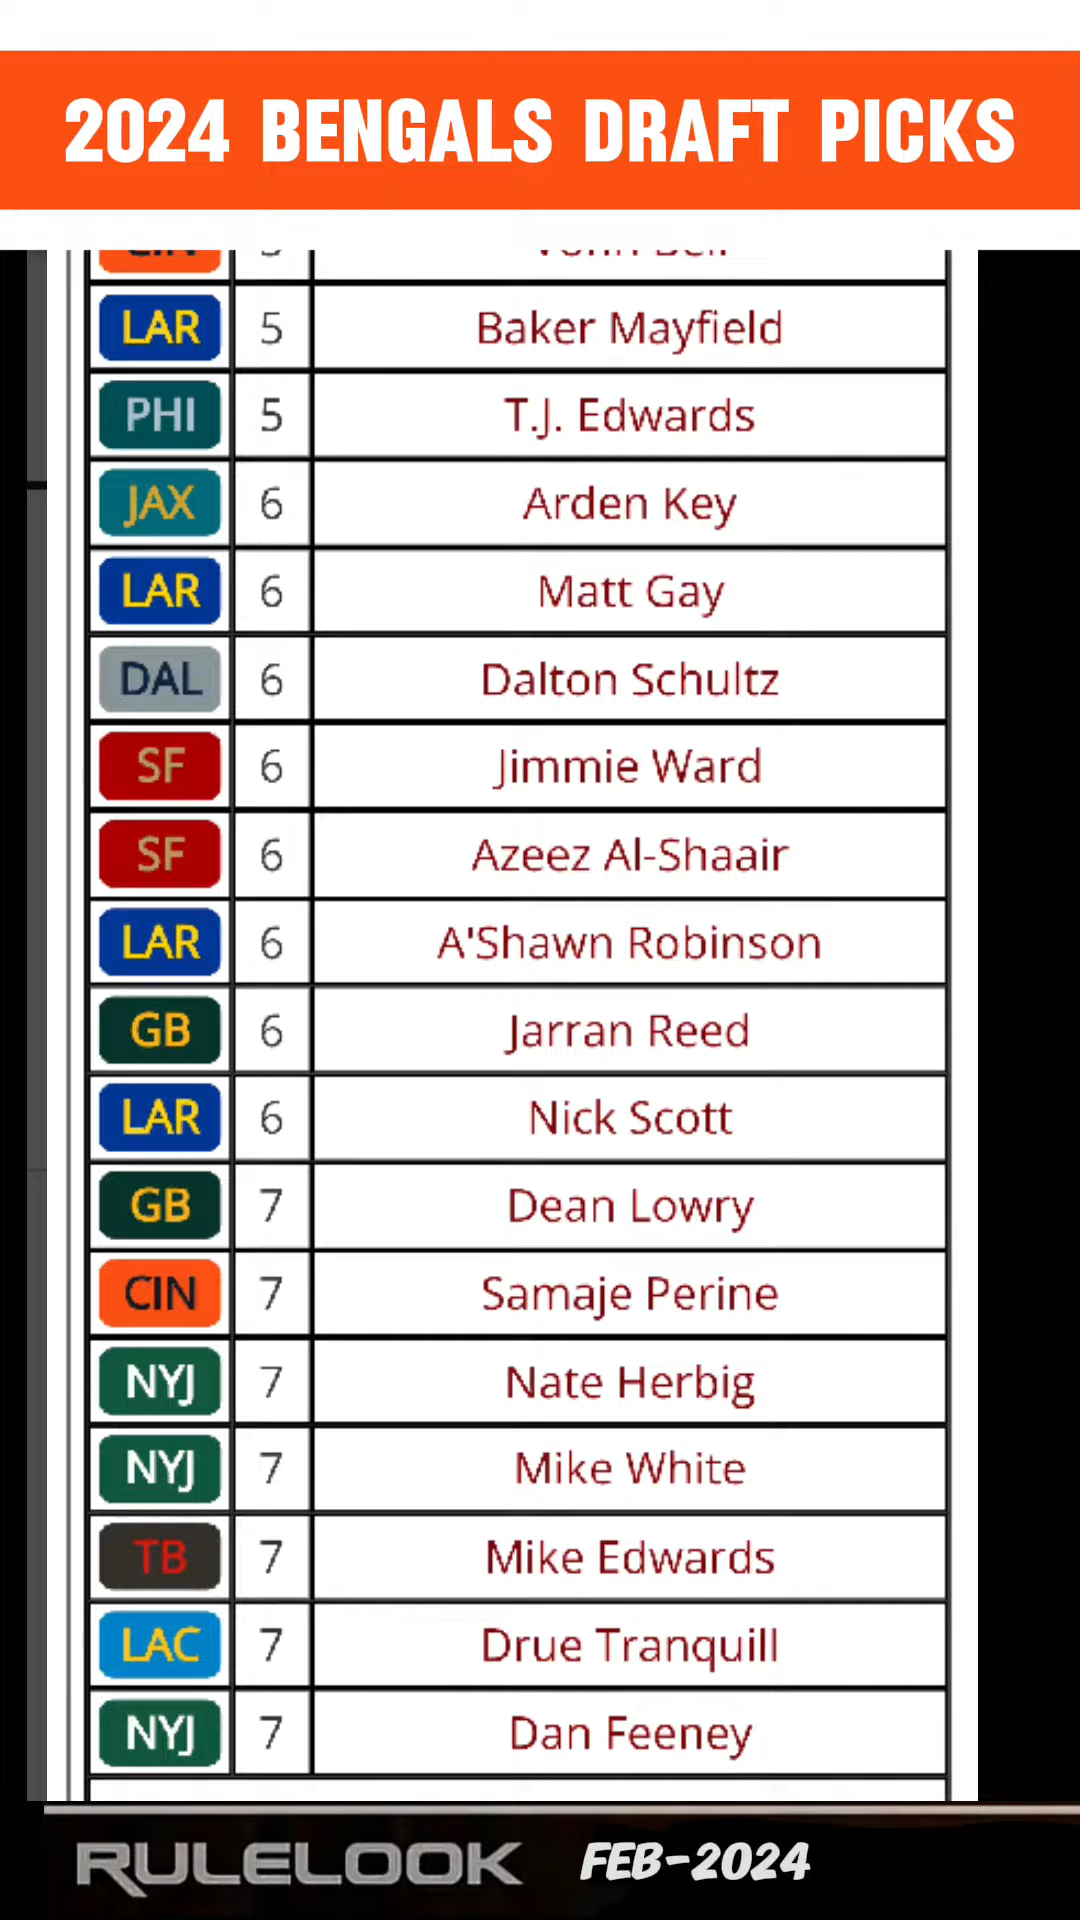 2024 BENGALS DRAFT PICKS
LAR 5 Baker Mayfield
PHI 5 T.J. Edwards
JAX 6 Arden Key
LAR 6 Matt Gay
DAL 6 Dalton Schultz
SF 6 Jimmie Ward
SF 6 Azeez Al-Shaair
LAR 6 A'Shawn Robinson
GB 6 Jarran Reed
LAR 6 Nick Scott
GB 7 Dean Lowry
CIN 7 Samaje Perine
NYJ 7 Nate Herbig
NYJ 7 Mike White
TB 7 Mike Edwards
LAC 7 Drue Tranquill
NYJ 7 Dan Feeney
RULELOOK FEB-2024